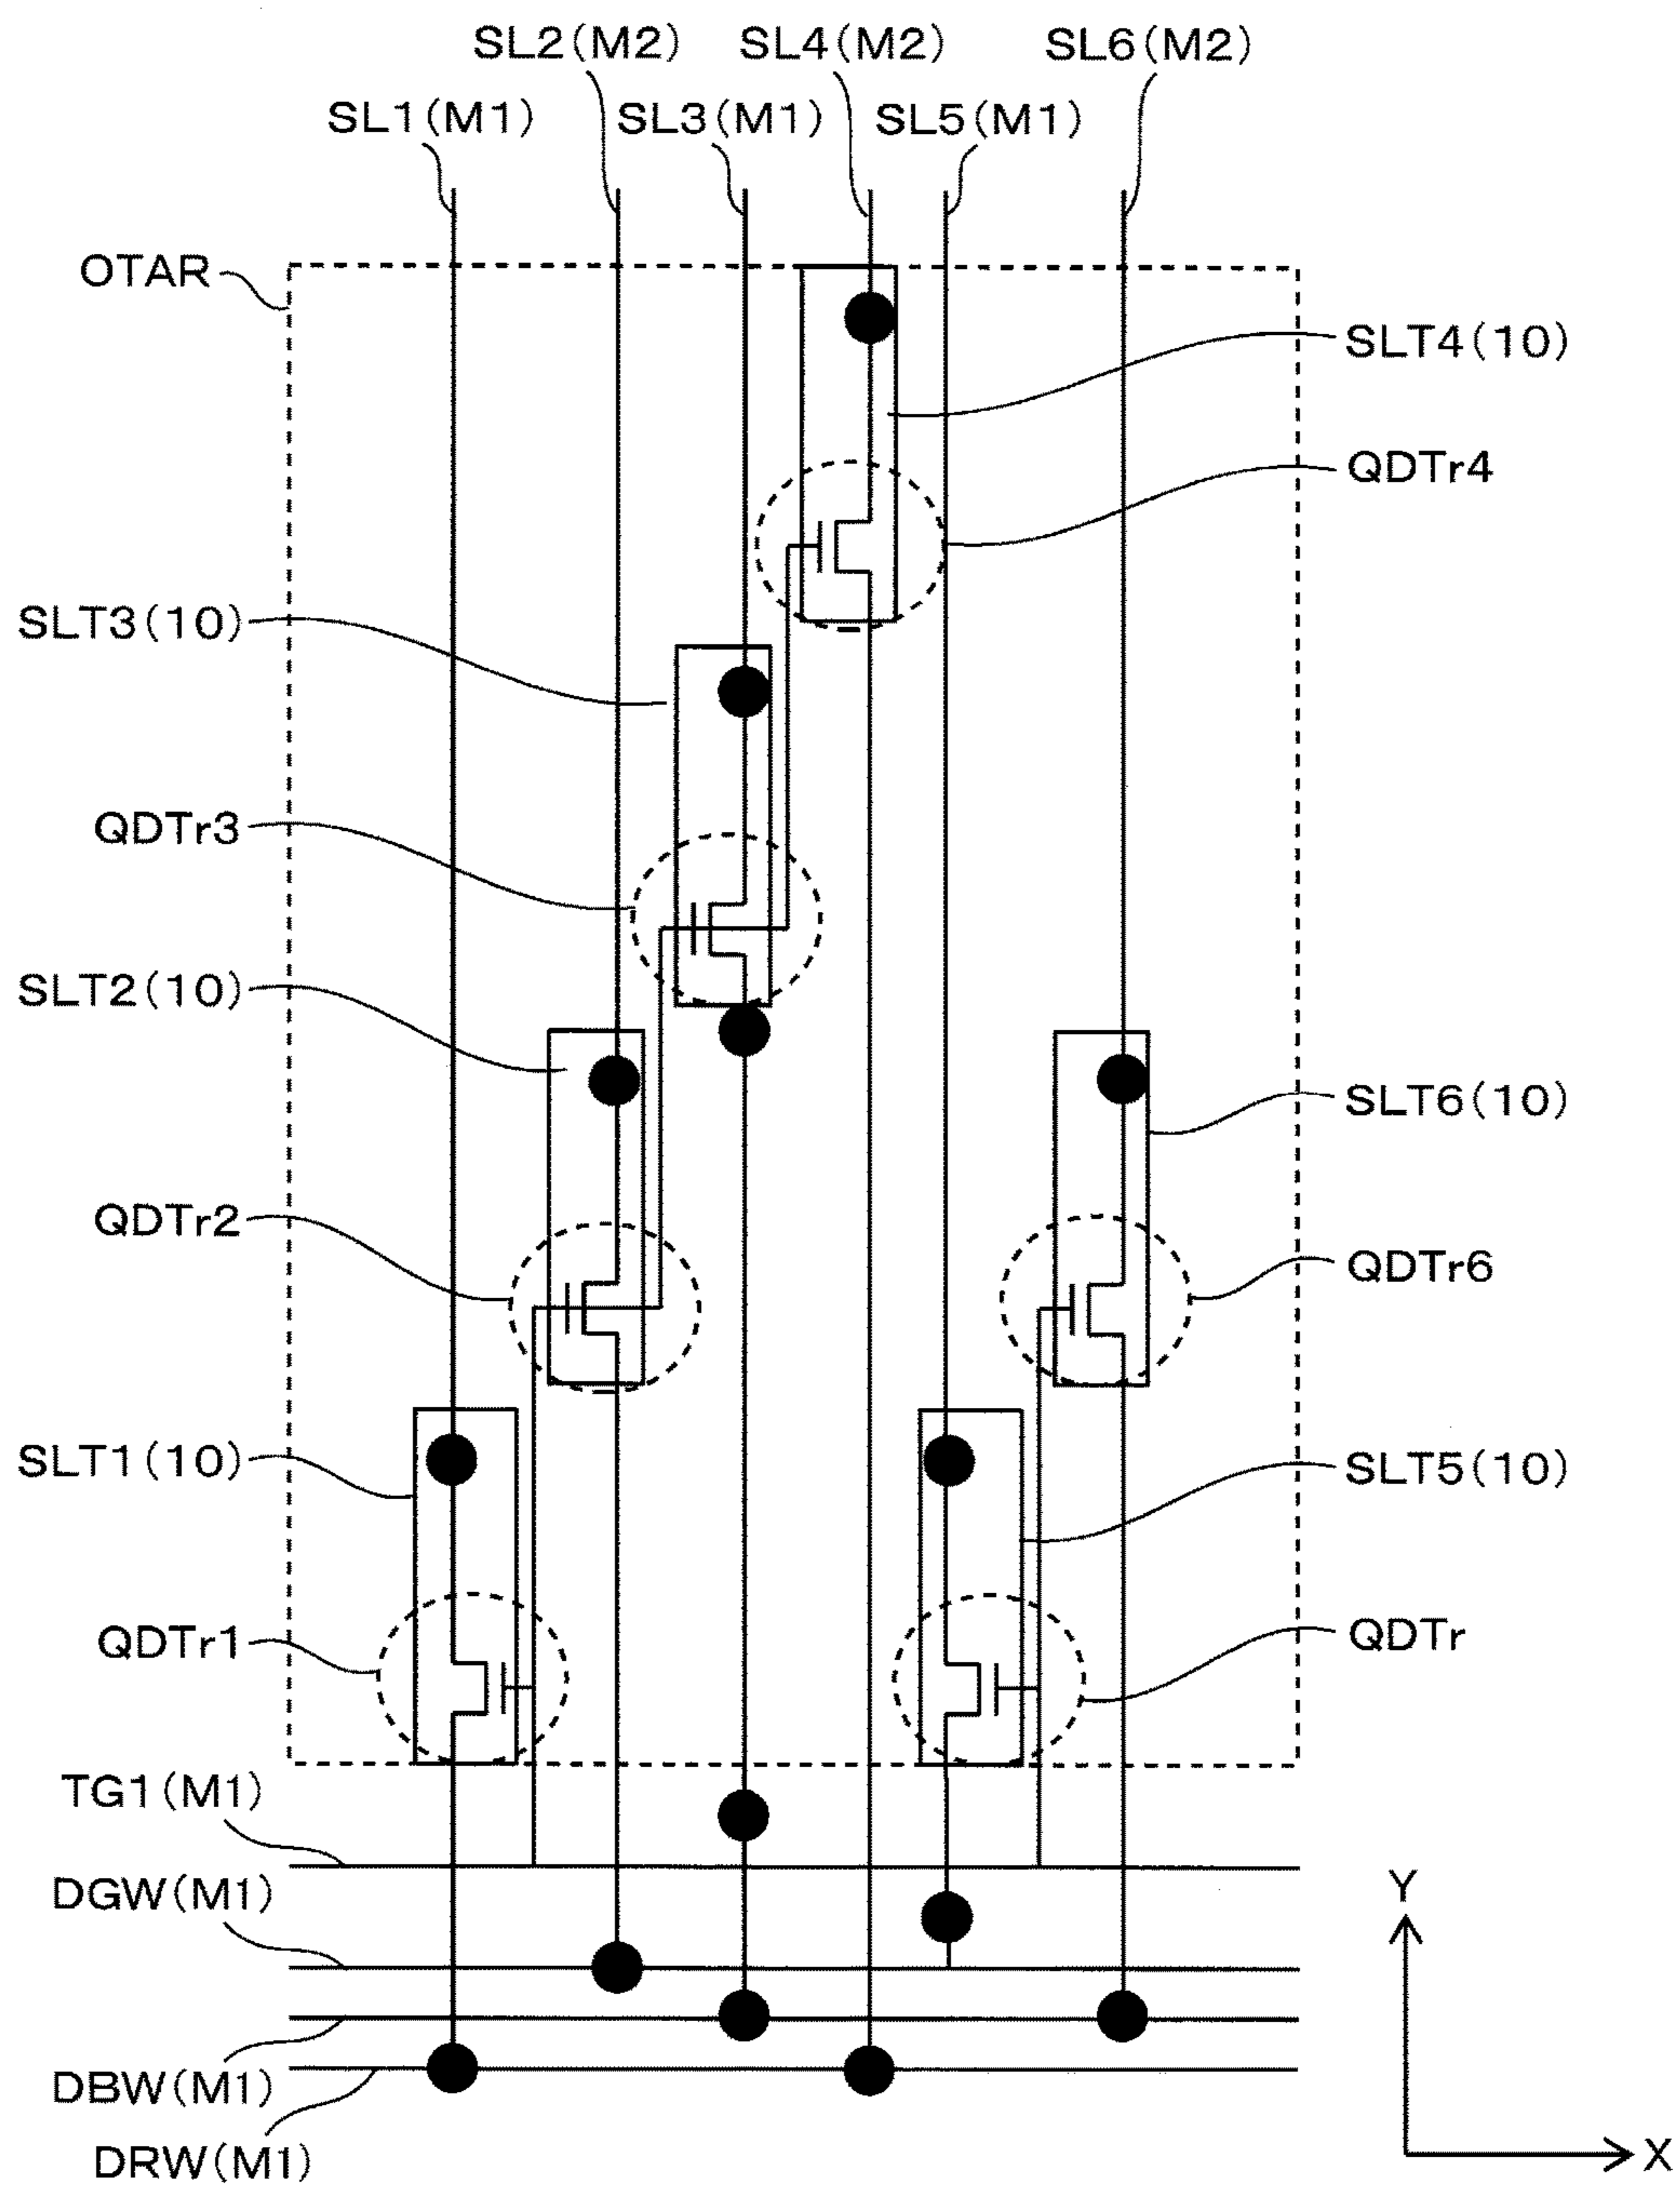 SL2(M2) SL4(M2) SL6(M2)
SL1(M1) SL3(M1) SL5(M1)
OTAR
SLT4(10)
QDTr4
SLT3(10)
QDTr3
SLT2(10)
SLT6(10)
QDTr2
QDTr6
SLT1(10)
SLT5(10)
QDTr1
QDTr
TG1(M1)
DGW(M1)
Y
DBW(M1)
DRW(M1)
X